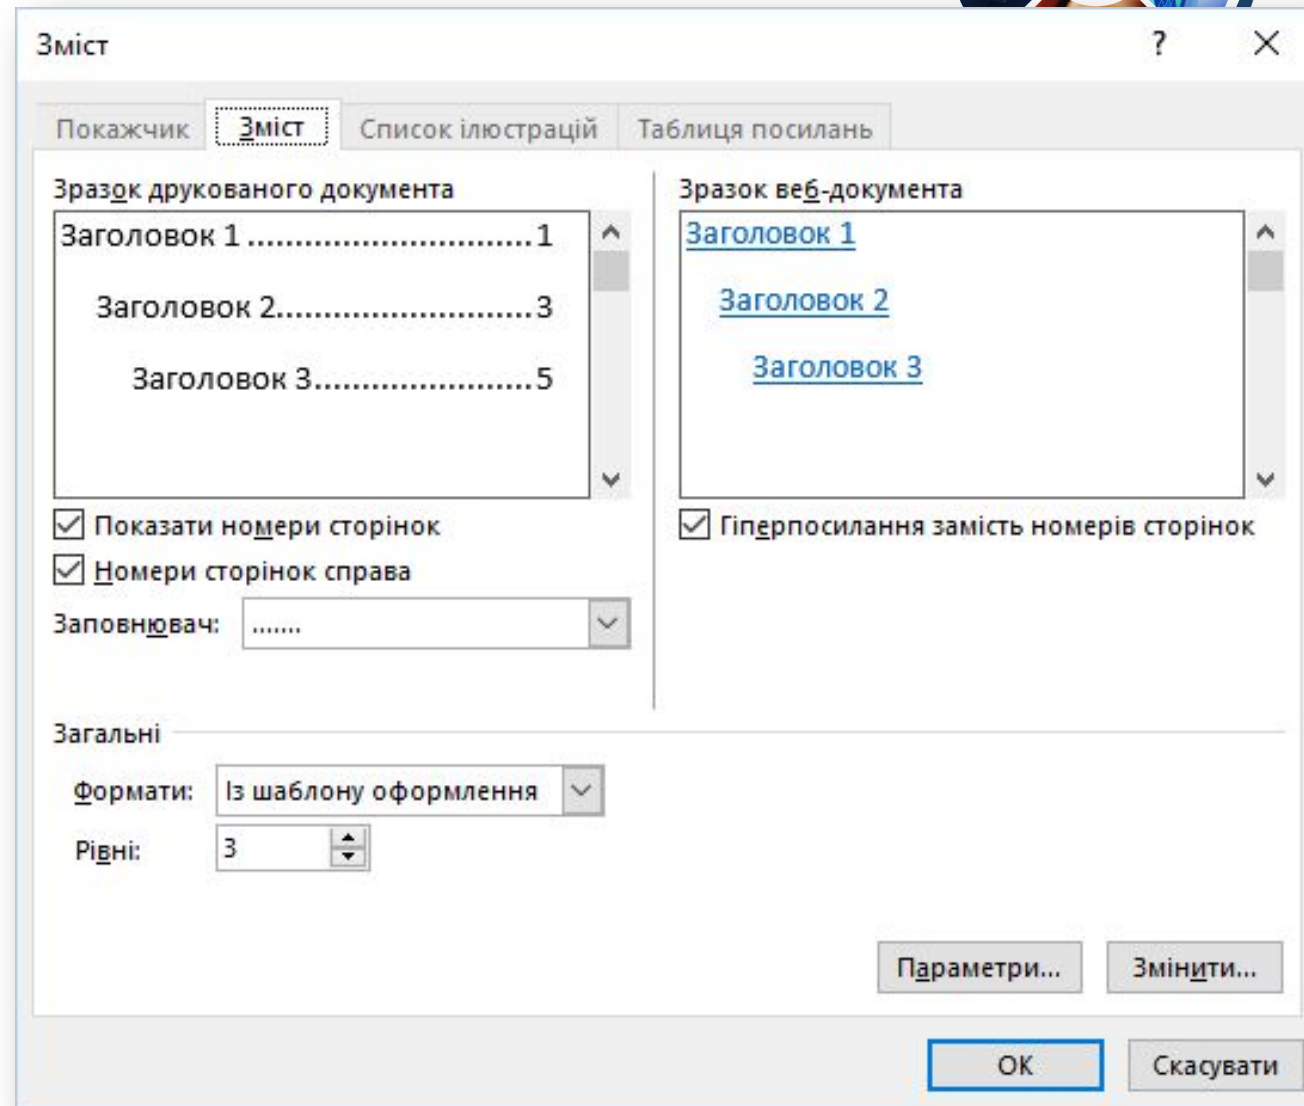 Зміст
?
Покажчик Зміст Список ілюстрацій Таблиця посилань
Зразок друкованого документа
Заголовок 1.............................1
Заголовок 2...........................3
Заголовок 3.......................5
Зразок веб-документа
Заголовок 1
Заголовок 2
Заголовок 3
Показати номери сторінок
Номери сторінок справа
Заповнювач: .......
Гіперпосилання замість номерів сторінок
Загальні
Формати: Із шаблону оформлення
Рівні: 3
Параметри... Змінити...
ОК Скасувати